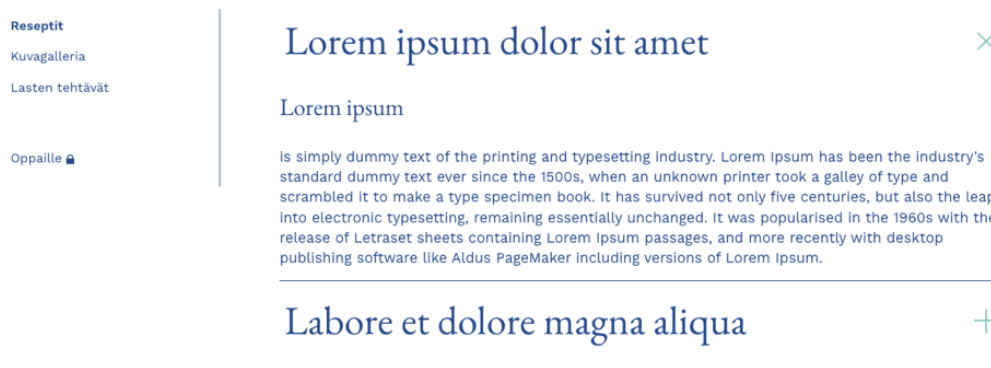 Reseptit
Kuvagalleria
Lasten tehtävät
Oppaille
Lorem ipsum dolor sit amet
Lorem ipsum
is simply dummy text of the printing and typesetting industry. Lorem Ipsum has been the industry's
standard dummy text ever since the 1500s, when an unknown printer took a galley of type and
scrambled it to make a type specimen book. It has survived not only five centuries, but also the leap
into electronic typesetting, remaining essentially unchanged. It was popularised in the 1960s with the
release of Letraset sheets containing Lorem Ipsum passages, and more recently with desktop
publishing software like Aldus PageMaker including versions of Lorem Ipsum.
Labore et dolore magna aliqua